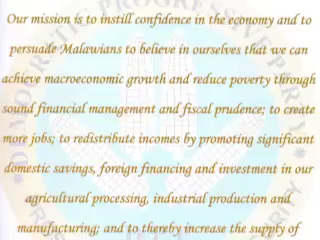 Our mission is to instill confidence in the economy and to
persuade Malawians to believe in ourselves that we can
achieve macroeconomic growth and reduce poverty through
sound financial management and fiscal prudence; to create
more jobs; to redistribute incomes by promoting significant
domestic savings, foreign financing and investment in our
agricultural processing, industrial production and
manufacturing; and to thereby increase the supply of